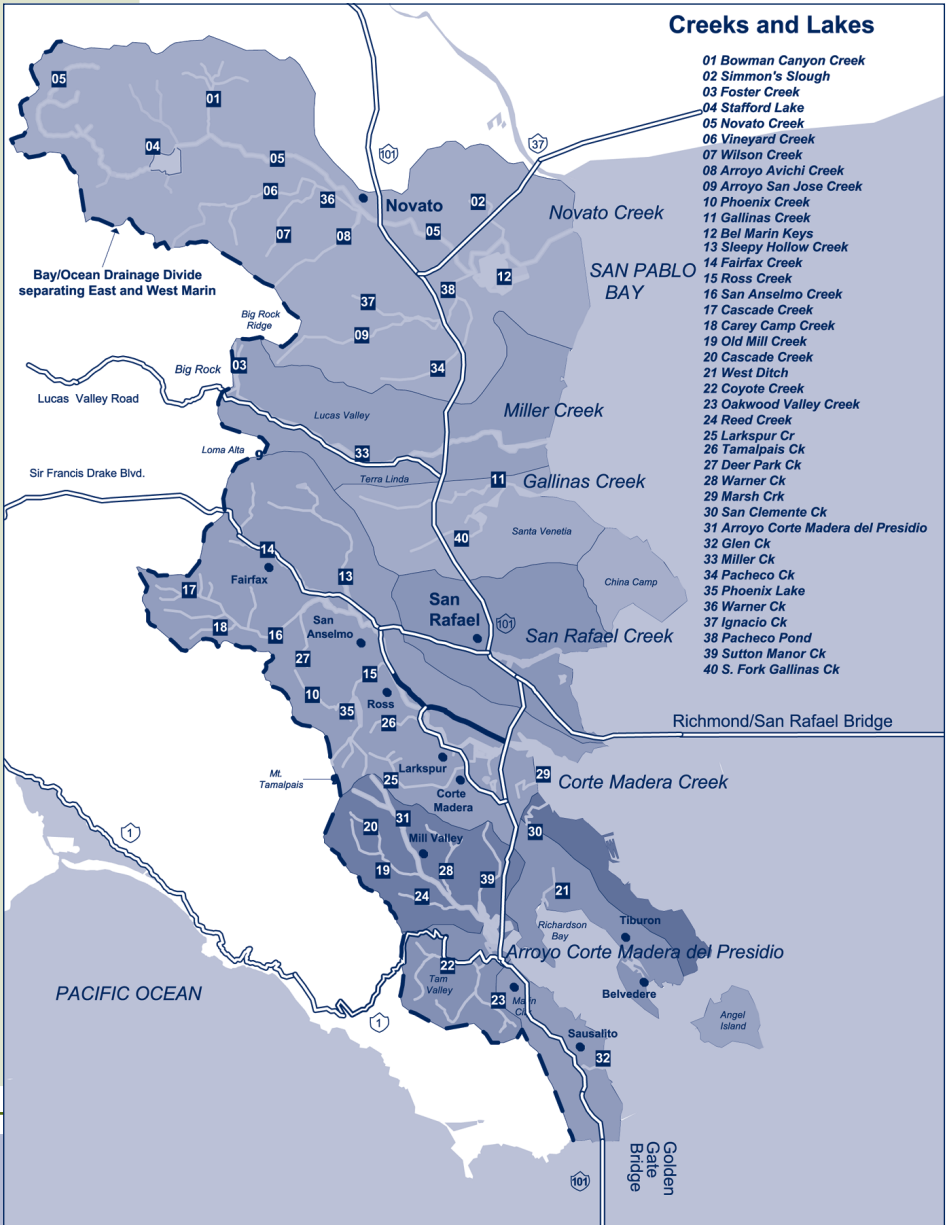 Creeks and Lakes
01 Bowman Canyon Creek
02 Simmon's Slough
03 Foster Creek
04 Stafford Lake
05 Novato Creek
06 Vineyard Creek
07 Wilson Creek
08 Arroyo Avichi Creek
09 Arroyo San Jose Creek
10 Phoenix Creek
11 Gallinas Creek
12 Bel Marin Keys
13 Sleepy Hollow Creek
14 Fairfax Creek
15 Ross Creek
16 San Anselmo Creek
17 Cascade Creek
18 Carey Camp Creek
19 Old Mill Creek
20 Cascade Creek
21 West Ditch
22 Coyote Creek
23 Oakwood Valley Creek
24 Reed Creek
25 Larkspur Cr
26 Tamalpais Ck
27 Deer Park Ck
28 Warner Ck
29 Marsh Crk
30 San Clemente Ck
31 Arroyo Corte Madera del Presidio
32 Glen Ck
33 Miller Ck
34 Pacheco Ck
35 Phoenix Lake
36 Warner Ck
37 Ignacio Ck
38 Pacheco Pond
39 Sutton Manor Ck
40 S. Fork Gallinas Ck
05
01
04
05
101
37
06
36
Novato
02
Novato Creek
07
08
05
Bay/Ocean Drainage Divide
separating East and West Marin
12
SAN PABLO
BAY
38
37
Big Rock
Ridge
09
03
Big Rock
34
Lucas Valley Road
Lucas Valley
Miller Creek
Loma Alta
33
Sir Francis Drake Blvd.
Terra Linda
11
Gallinas Creek
40
Santa Venetia
14
Fairfax
13
China Camp
17
San
Rafael
101
18
16
San
Anselmo
San Rafael Creek
27
15
10
Ross
35
26
Richmond/San Rafael Bridge
Larkspur
Mt.
Tamalpais
25
Corte
Madera
29
Corte Madera Creek
1
20
31
Mill Valley
30
19
28
39
21
24
Tiburon
Richardson
Bay
Arroyo Corte Madera del Presidio
22
Tam
Valley
Belvedere
PACIFIC OCEAN
23
Marin
City
Angel
Island
1
Sausalito
32
Golden
Gate
Bridge
101